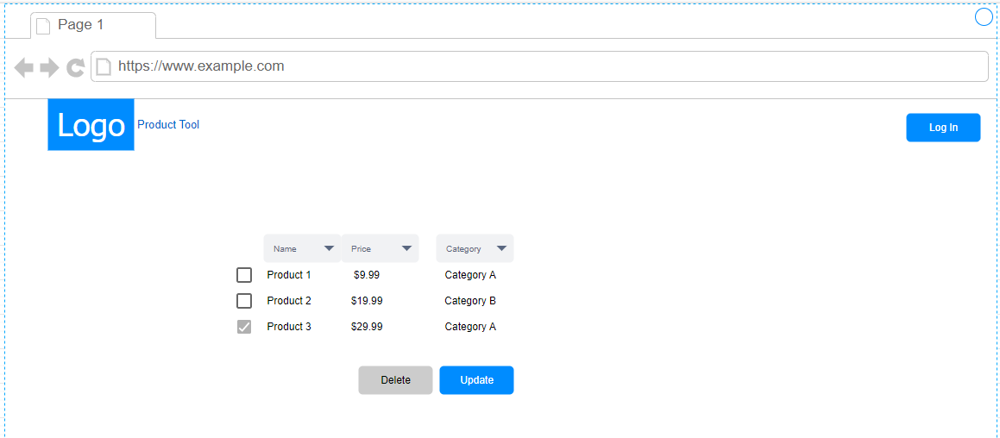 Page 1
https://www.example.com
Logo Product Tool
Log In
Name Price Category
Product 1 $9.99 Category A
Product 2 $19.99 Category B
Product 3 $29.99 Category A
Delete Update